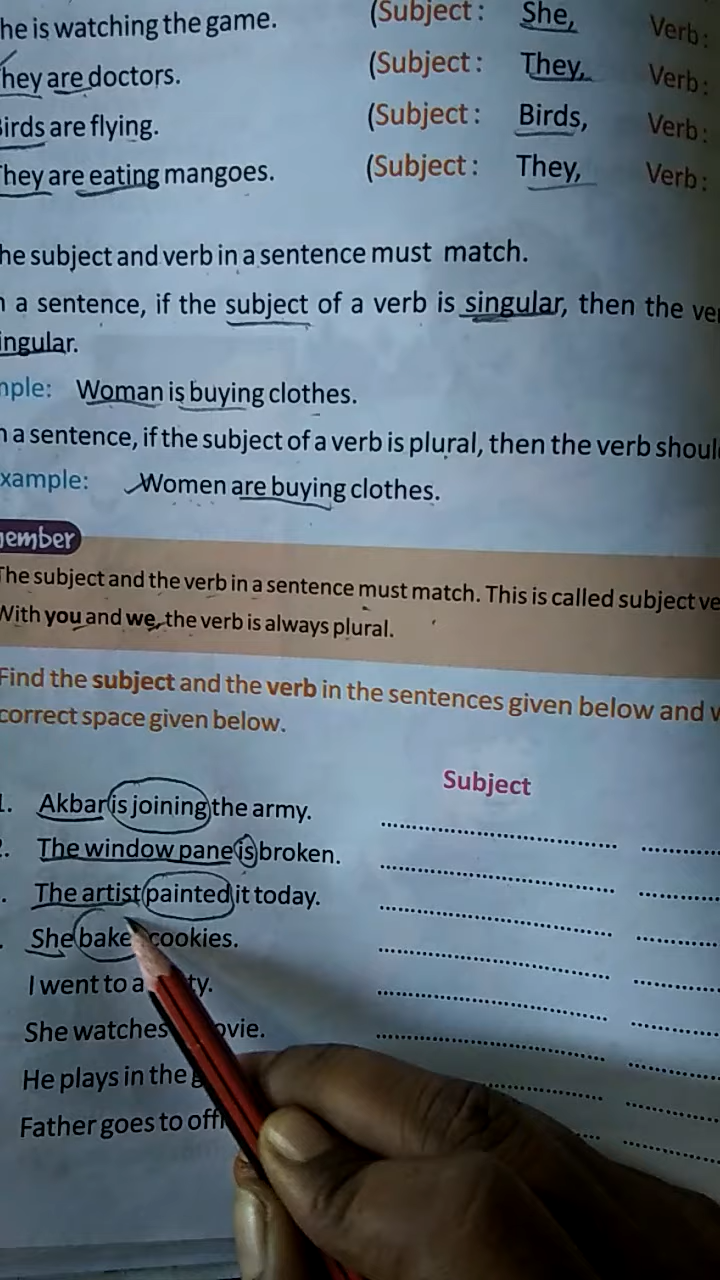 he is watching the game. (Subject : She, Verb:
hey are doctors. (Subject : They, Verb:
irds are flying. (Subject : Birds, Verb:
They are eating mangoes. (Subject : They, Verb:
he subject and verb in a sentence must match.
a sentence, if the subject of a verb is singular, then the ve
ingular.
mple: Woman is buying clothes.
a sentence, if the subject of a verb is plural, then the verb shoul
xample: Women are buying clothes.
ember
The subject and the verb in a sentence must match. This is called subject ve
With you and we, the verb is always plural.
Find the subject and the verb in the sentences given below and w
correct space given below.
Subject
1. Akbar is joining the army.
. The window pane is broken.
. The artist painted it today.
. She bake cookies.
I went to a ty.
She watches ovie.
He plays in the g
Father goes to off